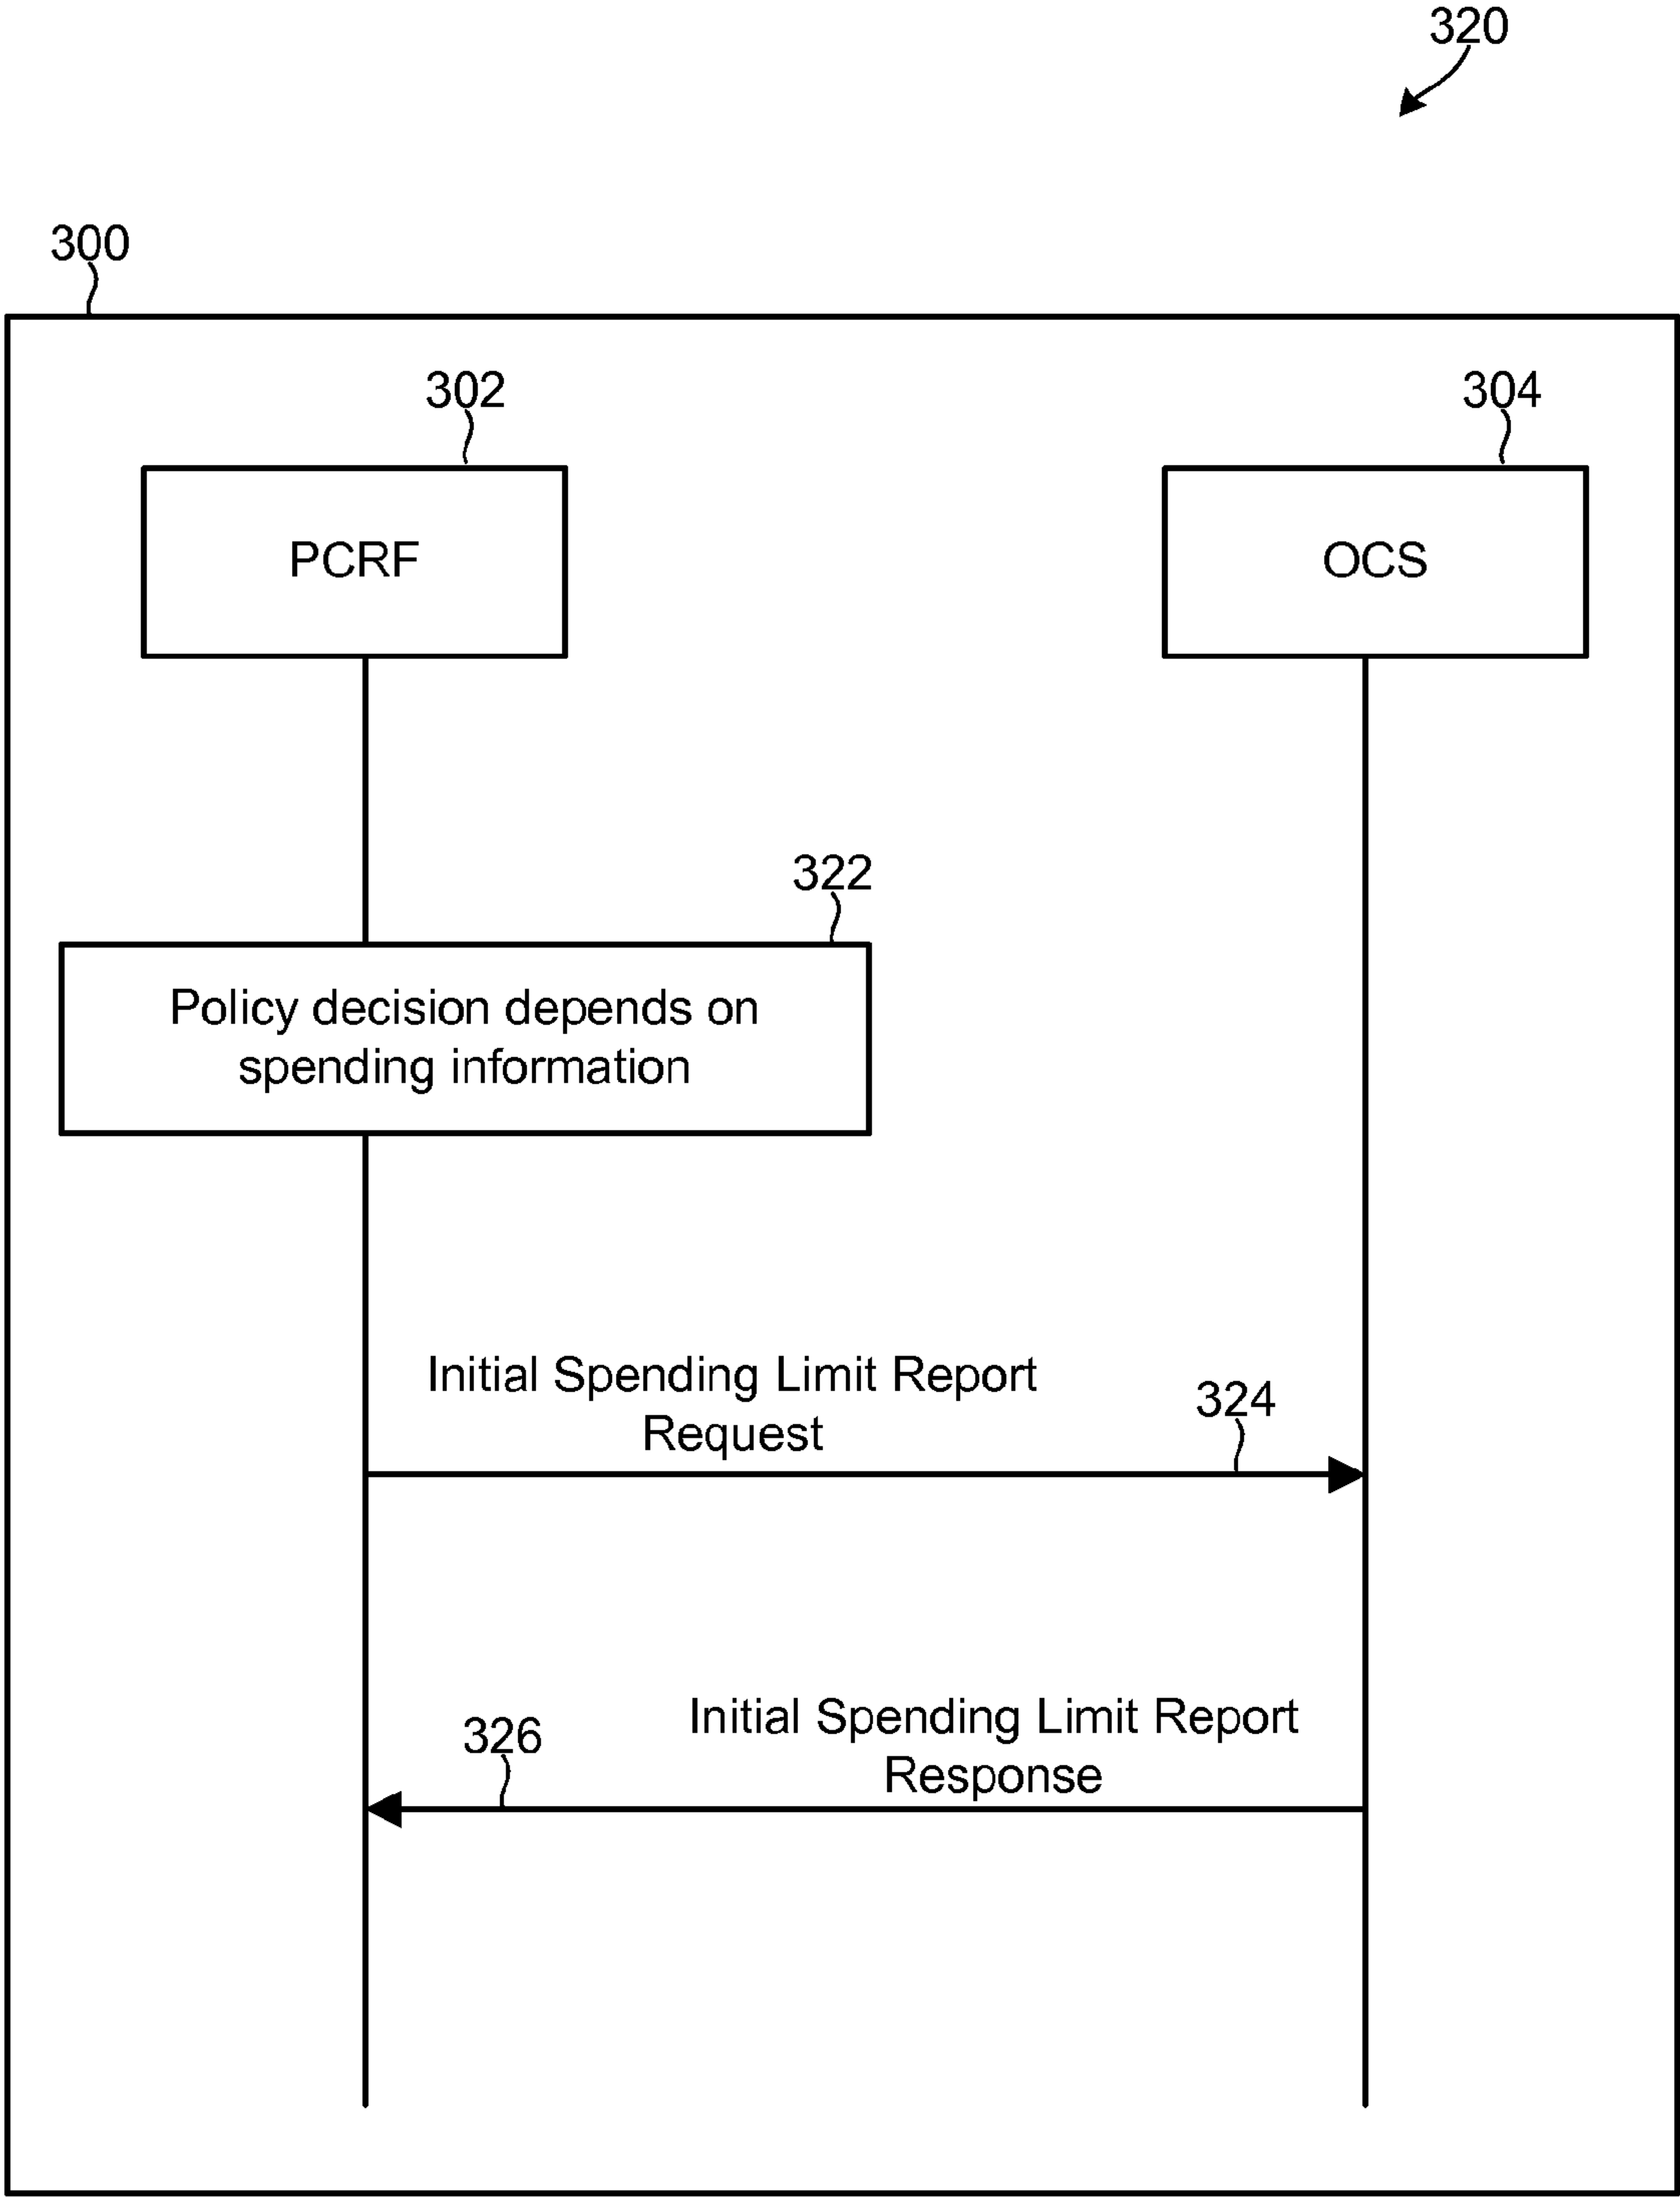 320
300
302
304
PCRF
OCS
322
Policy decision depends on
spending information
Initial Spending Limit Report
Request
324
Initial Spending Limit Report
Response
326